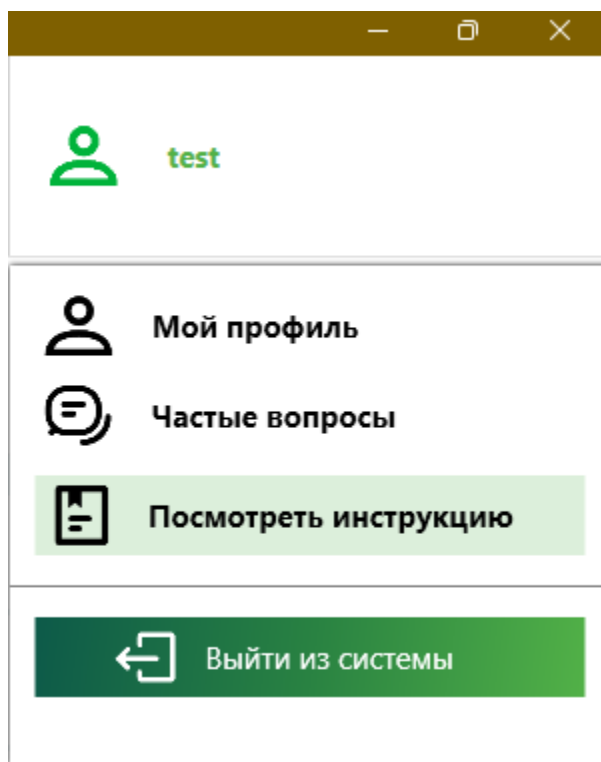 test
Мой профиль
Частые вопросы
Посмотреть инструкцию
Выйти из системы